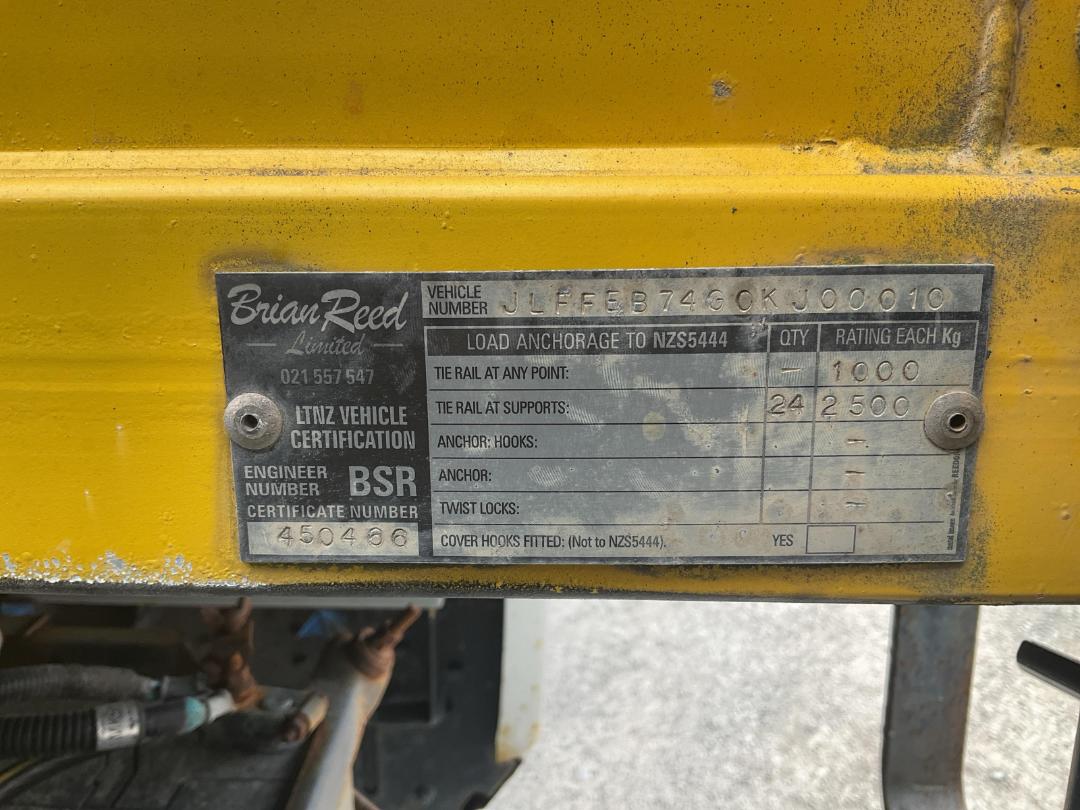 Brian Reed
Limited
021 557 547
LTNZ VEHICLE
CERTIFICATION
ENGINEER
NUMBER BSR
CERTIFICATE NUMBER
450466
VEHICLE
NUMBER JLFFEB74G0KJ00010
LOAD ANCHORAGE TO NZS5444 QTY RATING EACH Kg
TIE RAIL AT ANY POINT: - 1000
TIE RAIL AT SUPPORTS: 24 2500
ANCHOR: HOOKS: -
ANCHOR: -
TWIST LOCKS: -
COVER HOOKS FITTED: (Not to NZS5444). YES